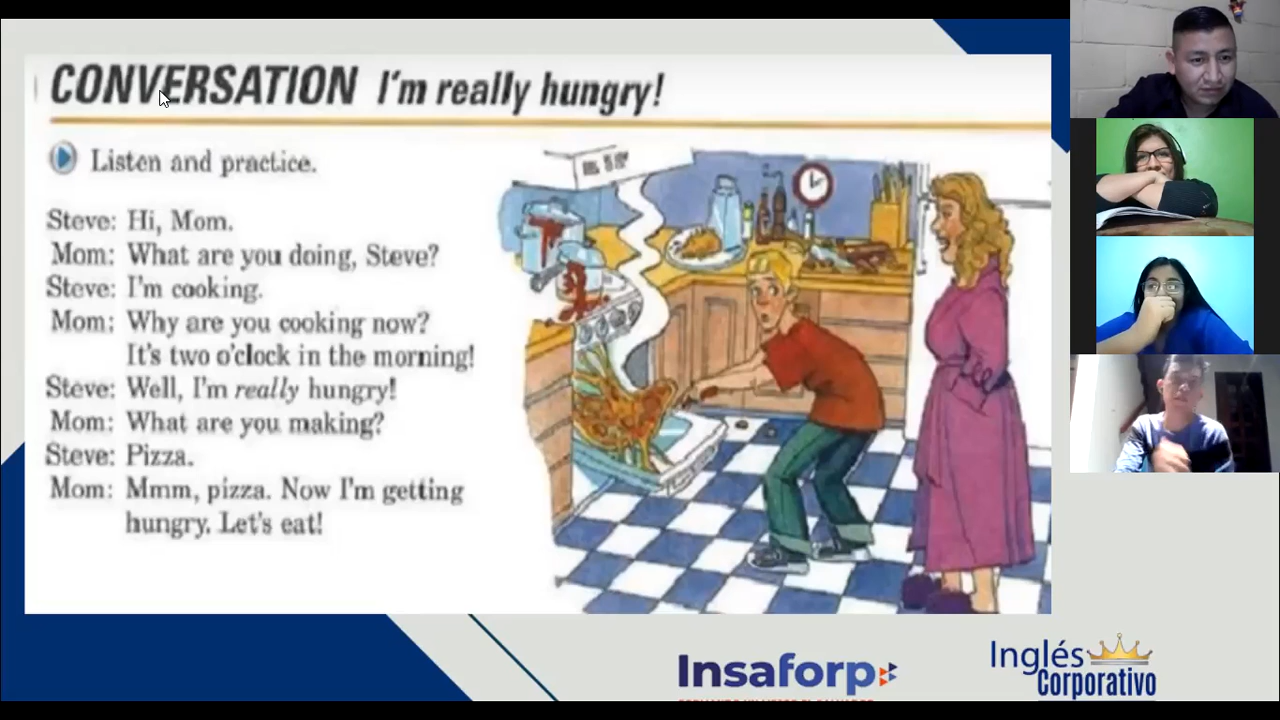 CONVERSATION I'm really hungry!
Listen and practice.
Steve: Hi, Mom.
Mom: What are you doing, Steve?
Steve: I'm cooking.
Mom: Why are you cooking now?
It's two o'clock in the morning!
Steve: Well, I'm really hungry!
Mom: What are you making?
Steve: Pizza.
Mom: Mmm, pizza. Now I'm getting
hungry. Let's eat!
Insaforp
Inglés
Corporativo